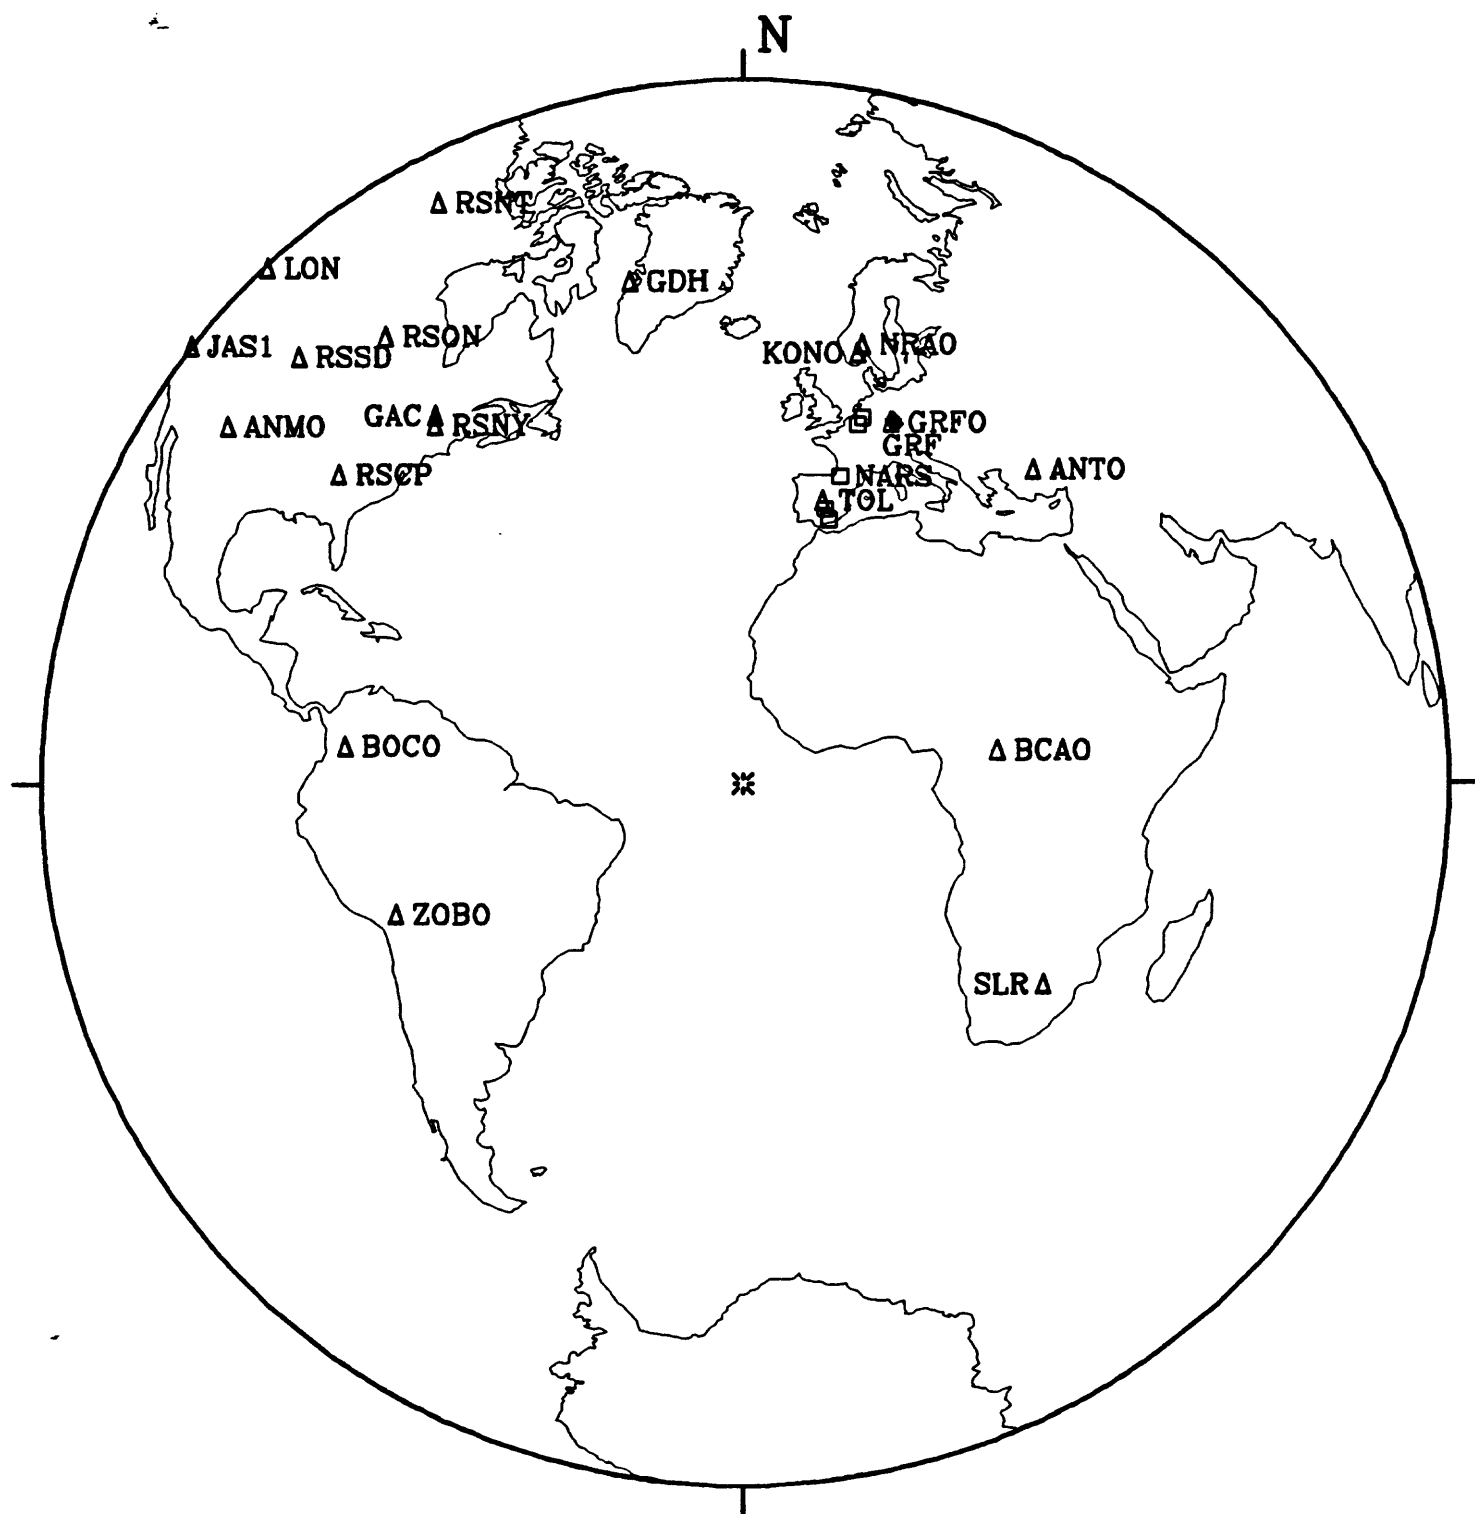 N
RSNT
LON
GDH
RSON
JAS1
RSSD
KONO
NRAO
GAC
RSNY
ANMO
GRFO
GRF
RSCP
NARS
ANTO
TOL
BOCO
BCAO
ZOBO
SLR